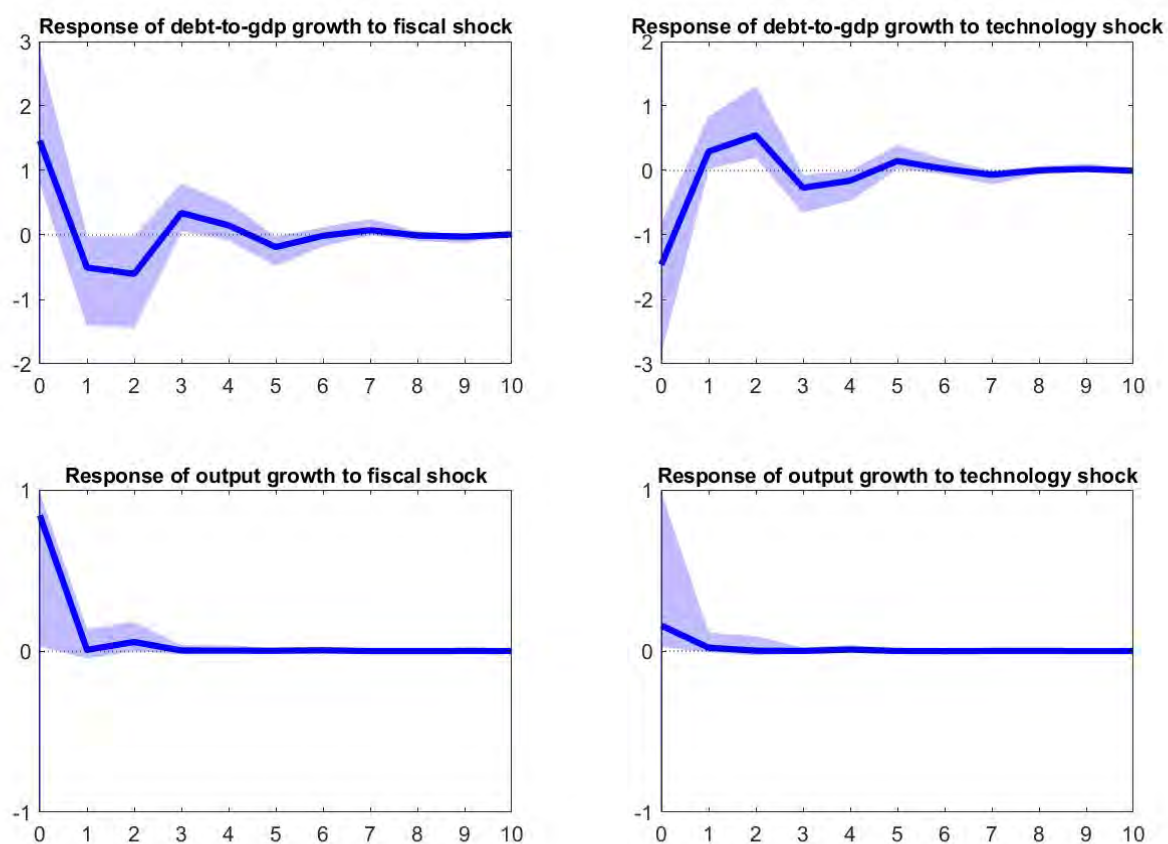 Response of debt-to-gdp growth to fiscal shock
3
2
1
0
-1
-2
0 1 2 3 4 5 6 7 8 9 10
Response of debt-to-gdp growth to technology shock
2
1
0
-1
-2
-3
0 1 2 3 4 5 6 7 8 9 10
Response of output growth to fiscal shock
1
0
-1
0 1 2 3 4 5 6 7 8 9 10
Response of output growth to technology shock
1
0
-1
0 1 2 3 4 5 6 7 8 9 10